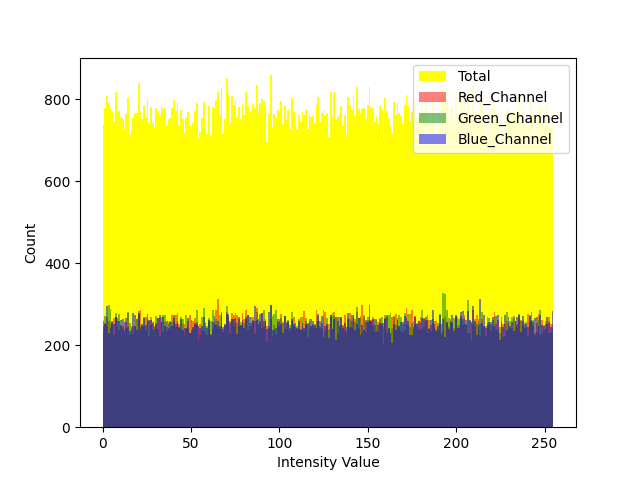 Total
Red_Channel
Green_Channel
Blue_Channel
800
600
400
200
0
Count
0 50 100 150 200 250
Intensity Value